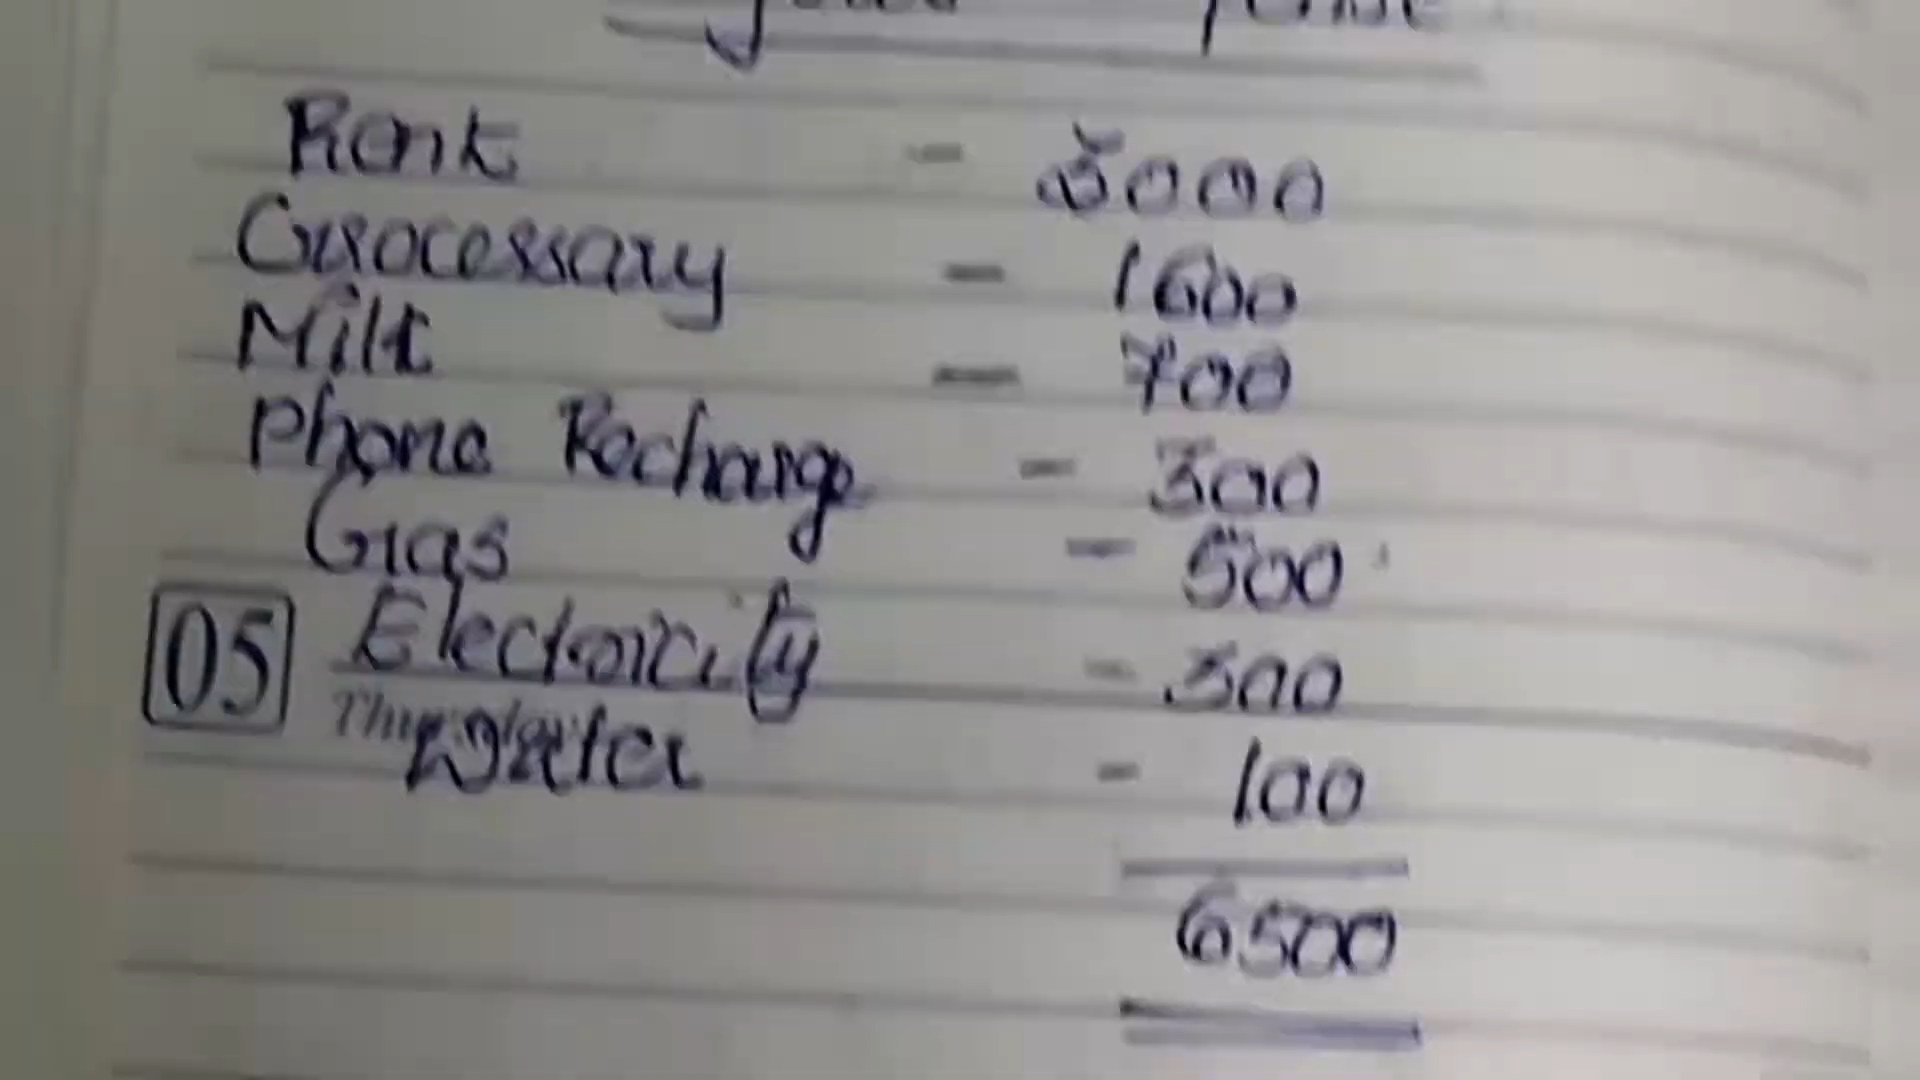 Rent - 3000
Grocessary - 1600
Milk - 700
Phone Recharge - 300
Gas - 500
05 Electricity - 300
Water - 100
6500